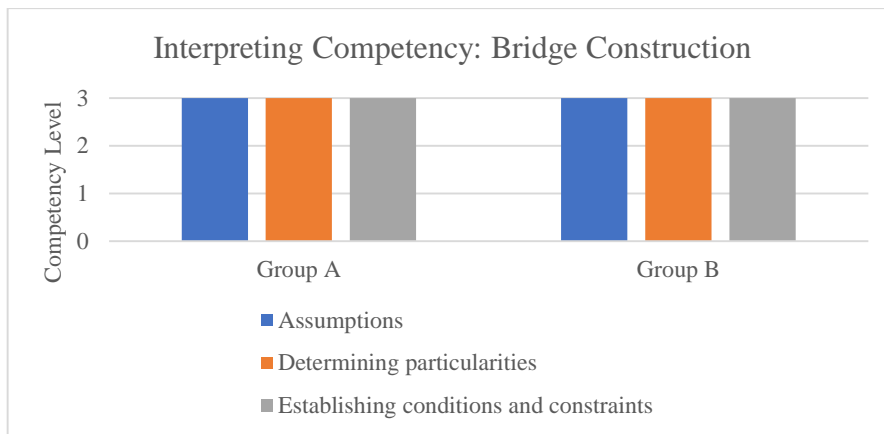 Interpreting Competency: Bridge Construction
Competency Level
3
2
1
0
Group A
Group B
Assumptions
Determining particularities
Establishing conditions and constraints